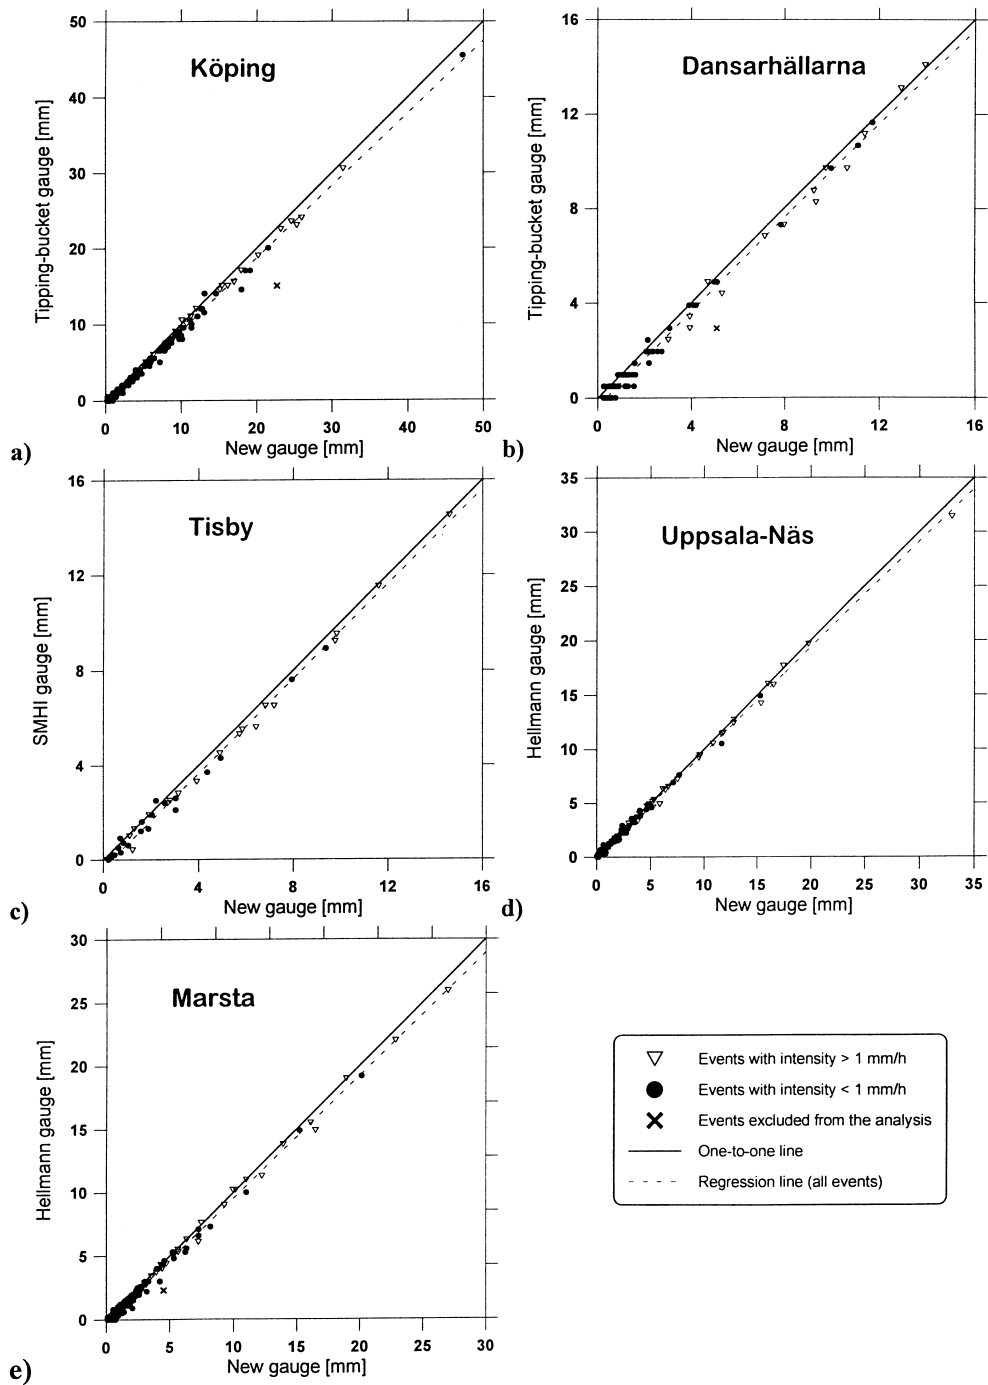 Köping
Tipping-bucket gauge [mm]
50
40
30
20
10
0
0 10 20 30 40 50
New gauge [mm]
a)
Dansarhällarna
Tipping-bucket gauge [mm]
16
12
8
4
0
0 4 8 12 16
New gauge [mm]
b)
Tisby
SMHI gauge [mm]
16
12
8
4
0
0 4 8 12 16
New gauge [mm]
c)
Uppsala-Näs
Hellmann gauge [mm]
35
30
25
20
15
10
5
0
0 5 10 15 20 25 30 35
New gauge [mm]
d)
Marsta
Hellmann gauge [mm]
30
25
20
15
10
5
0
0 5 10 15 20 25 30
New gauge [mm]
e)
Events with intensity > 1 mm/h
Events with intensity < 1 mm/h
Events excluded from the analysis
One-to-one line
Regression line (all events)